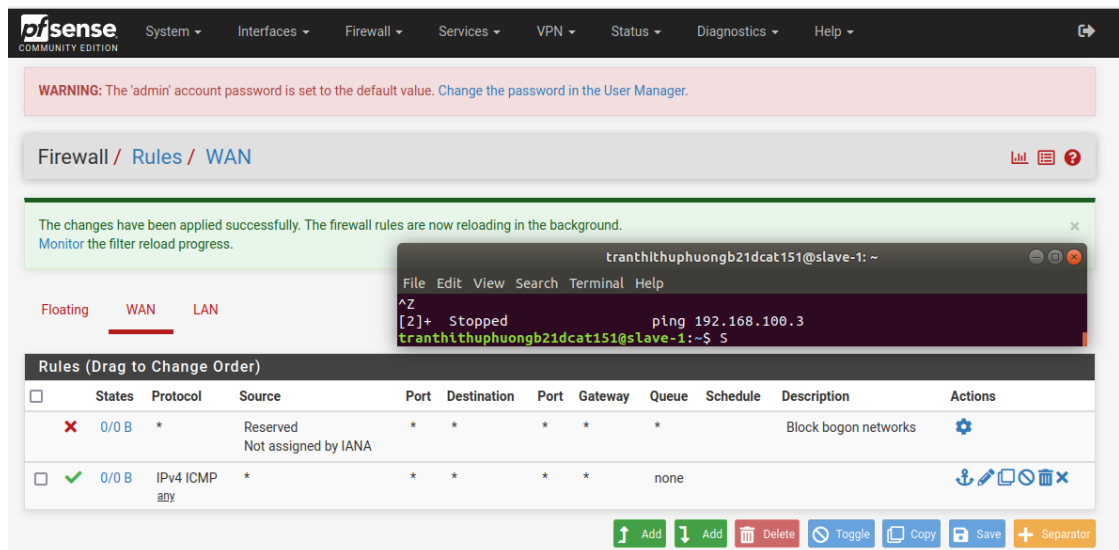 pfsense System Interfaces Firewall Services VPN Status Diagnostics Help
COMMUNITY EDITION
WARNING: The 'admin' account password is set to the default value. Change the password in the User Manager.
Firewall / Rules / WAN
The changes have been applied successfully. The firewall rules are now reloading in the background.
Monitor the filter reload progress.
tranthithuphuongb21dcat151@slave-1: ~
File Edit View Search Terminal Help
^Z
[2]+ Stopped ping 192.168.100.3
tranthithuphuongb21dcat151@slave-1:~$ S
Floating WAN LAN
Rules (Drag to Change Order)
States Protocol Source Port Destination Port Gateway Queue Schedule Description Actions
0/0 B * Reserved * * * * * Block bogon networks
Not assigned by IANA
0/0 B IPv4 ICMP * * * * * none
any
Add Add Delete Toggle Copy Save Separator